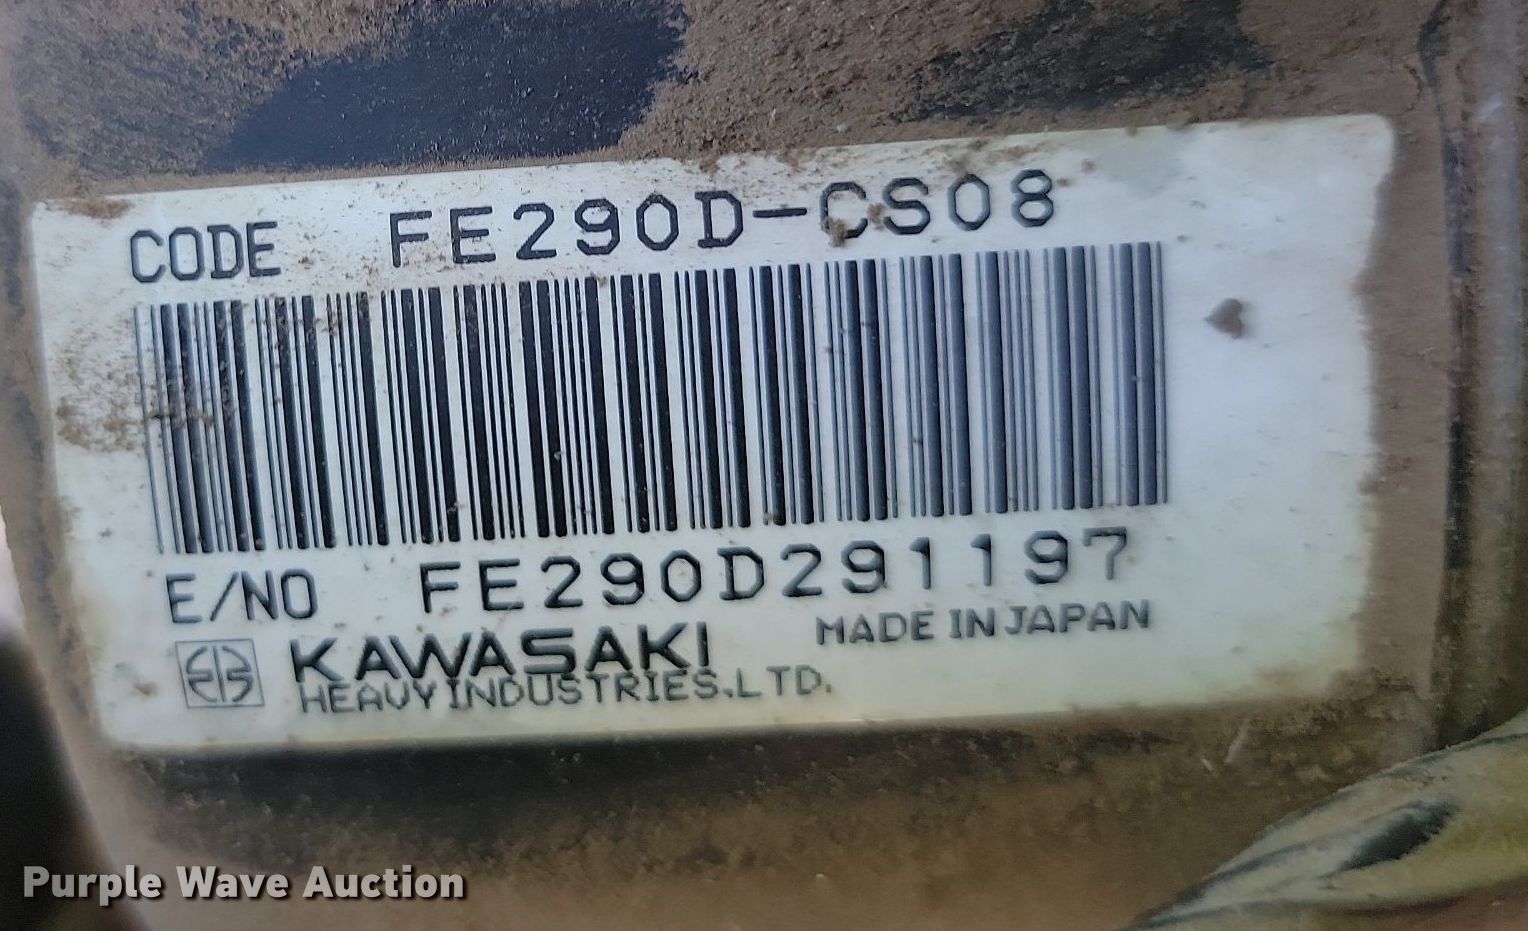 CODE FE290D-CS08
E/NO FE290D291197
KAWASAKI MADE IN JAPAN
HEAVY INDUSTRIES.LTD.
Purple Wave Auction